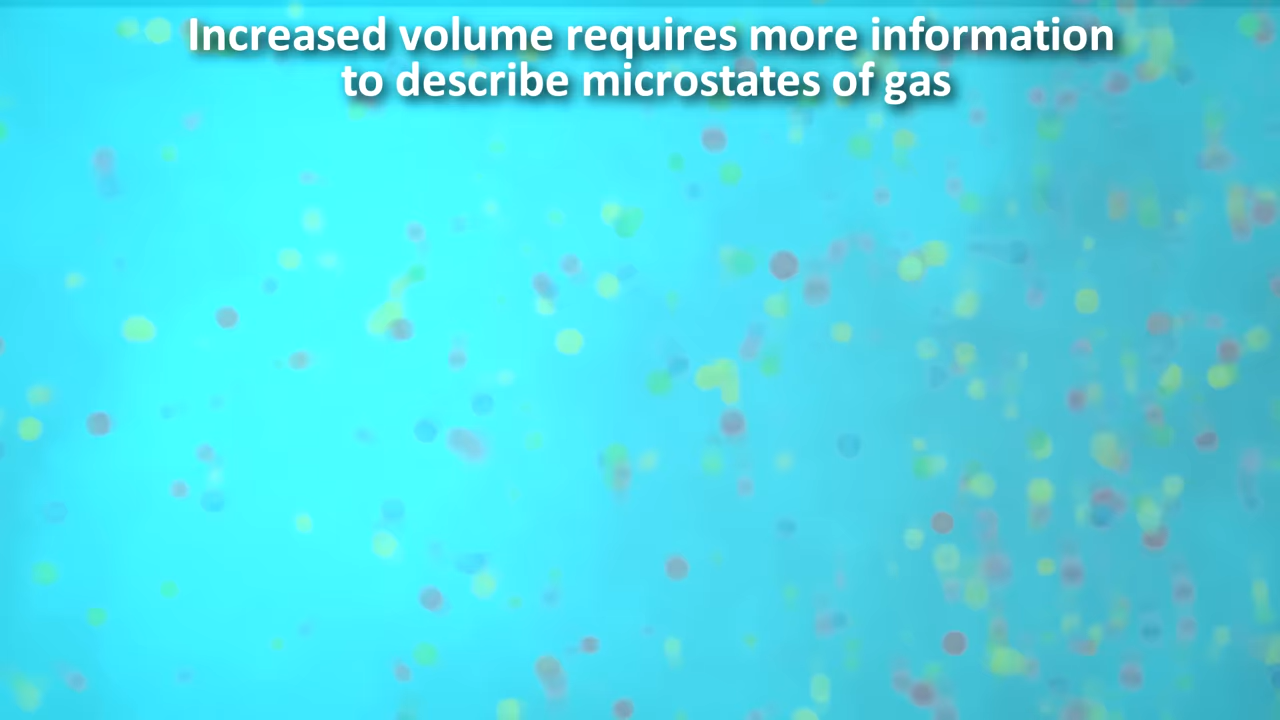 Increased volume requires more information
to describe microstates of gas